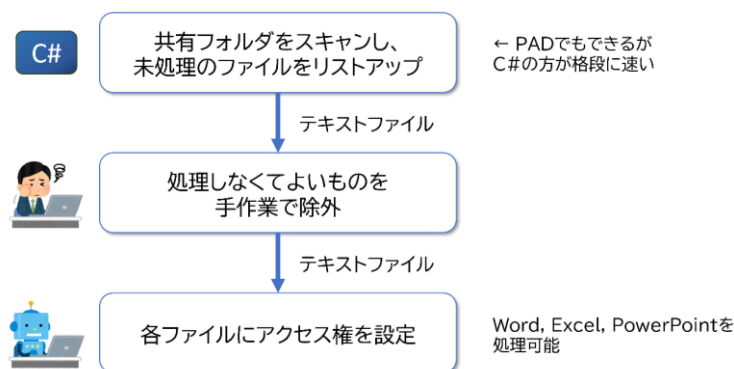 C#
共有フォルダをスキャンし、
未処理のファイルをリストアップ
← PADでもできるが
C#の方が格段に速い
テキストファイル
処理しなくてよいものを
手作業で除外
テキストファイル
各ファイルにアクセス権を設定
Word, Excel, PowerPointを
処理可能